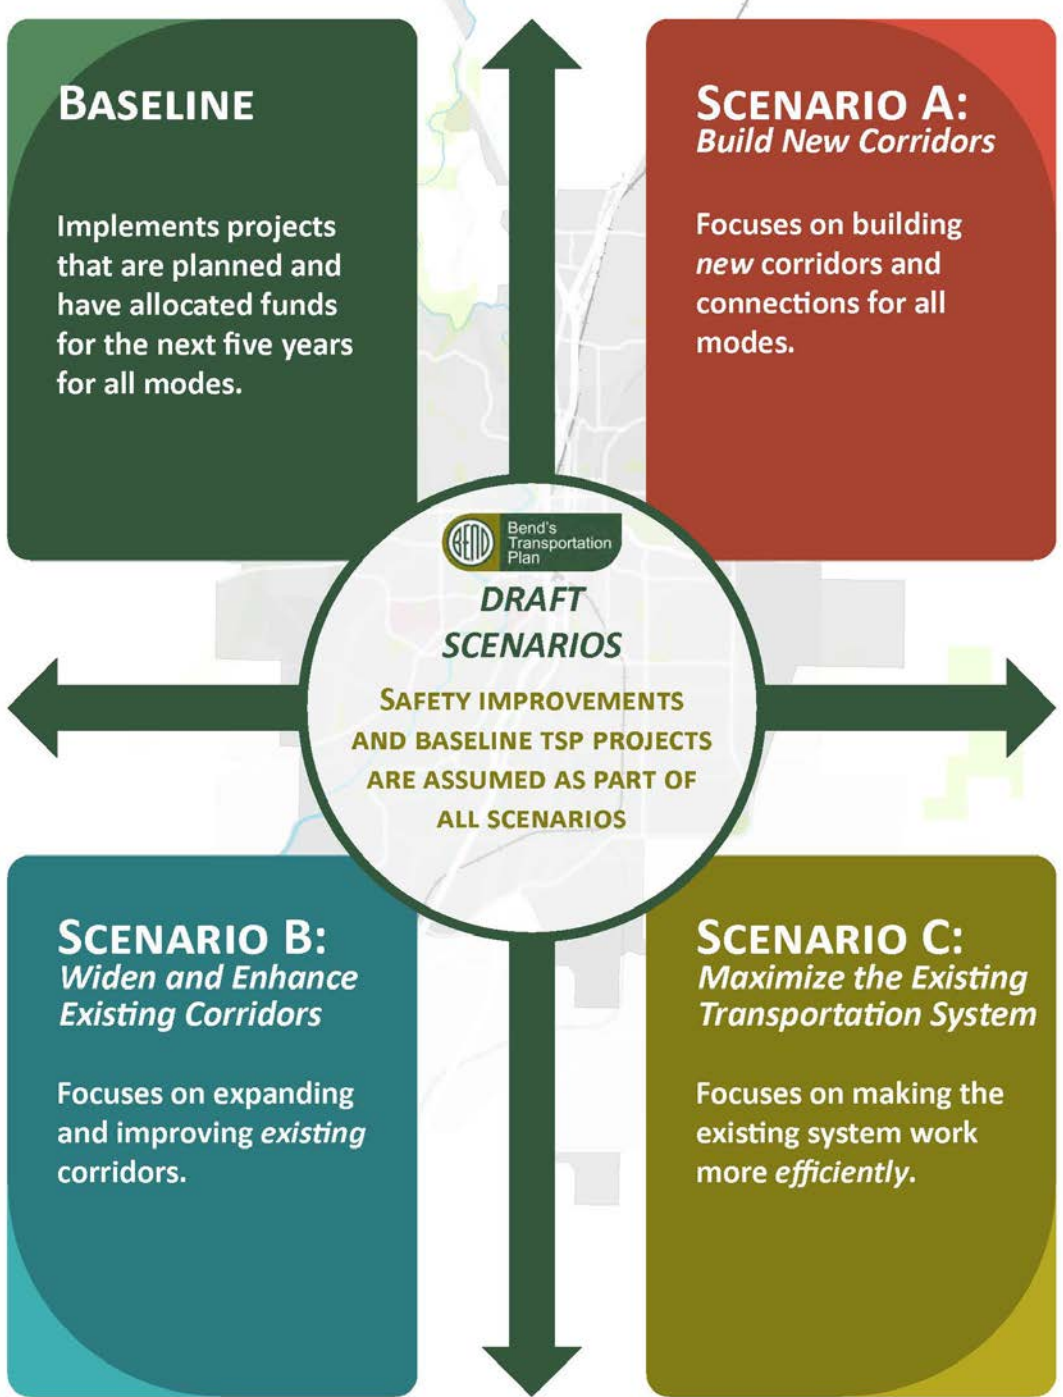 BASELINE
Implements projects
that are planned and
have allocated funds
for the next five years
for all modes.
SCENARIO A:
Build New Corridors
Focuses on building
new corridors and
connections for all
modes.
BEND
Bend's
Transportation
Plan
DRAFT
SCENARIOS
SAFETY IMPROVEMENTS
AND BASELINE TSP PROJECTS
ARE ASSUMED AS PART OF
ALL SCENARIOS
SCENARIO B:
Widen and Enhance
Existing Corridors
Focuses on expanding
and improving existing
corridors.
SCENARIO C:
Maximize the Existing
Transportation System
Focuses on making the
existing system work
more efficiently.